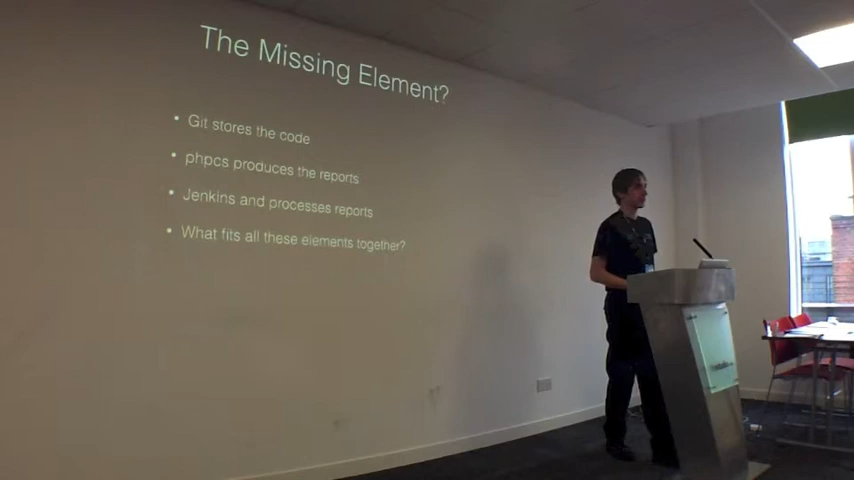 The Missing Element?
• Git stores the code
• phpcs produces the reports
• Jenkins and processes reports
• What fits all these elements together?